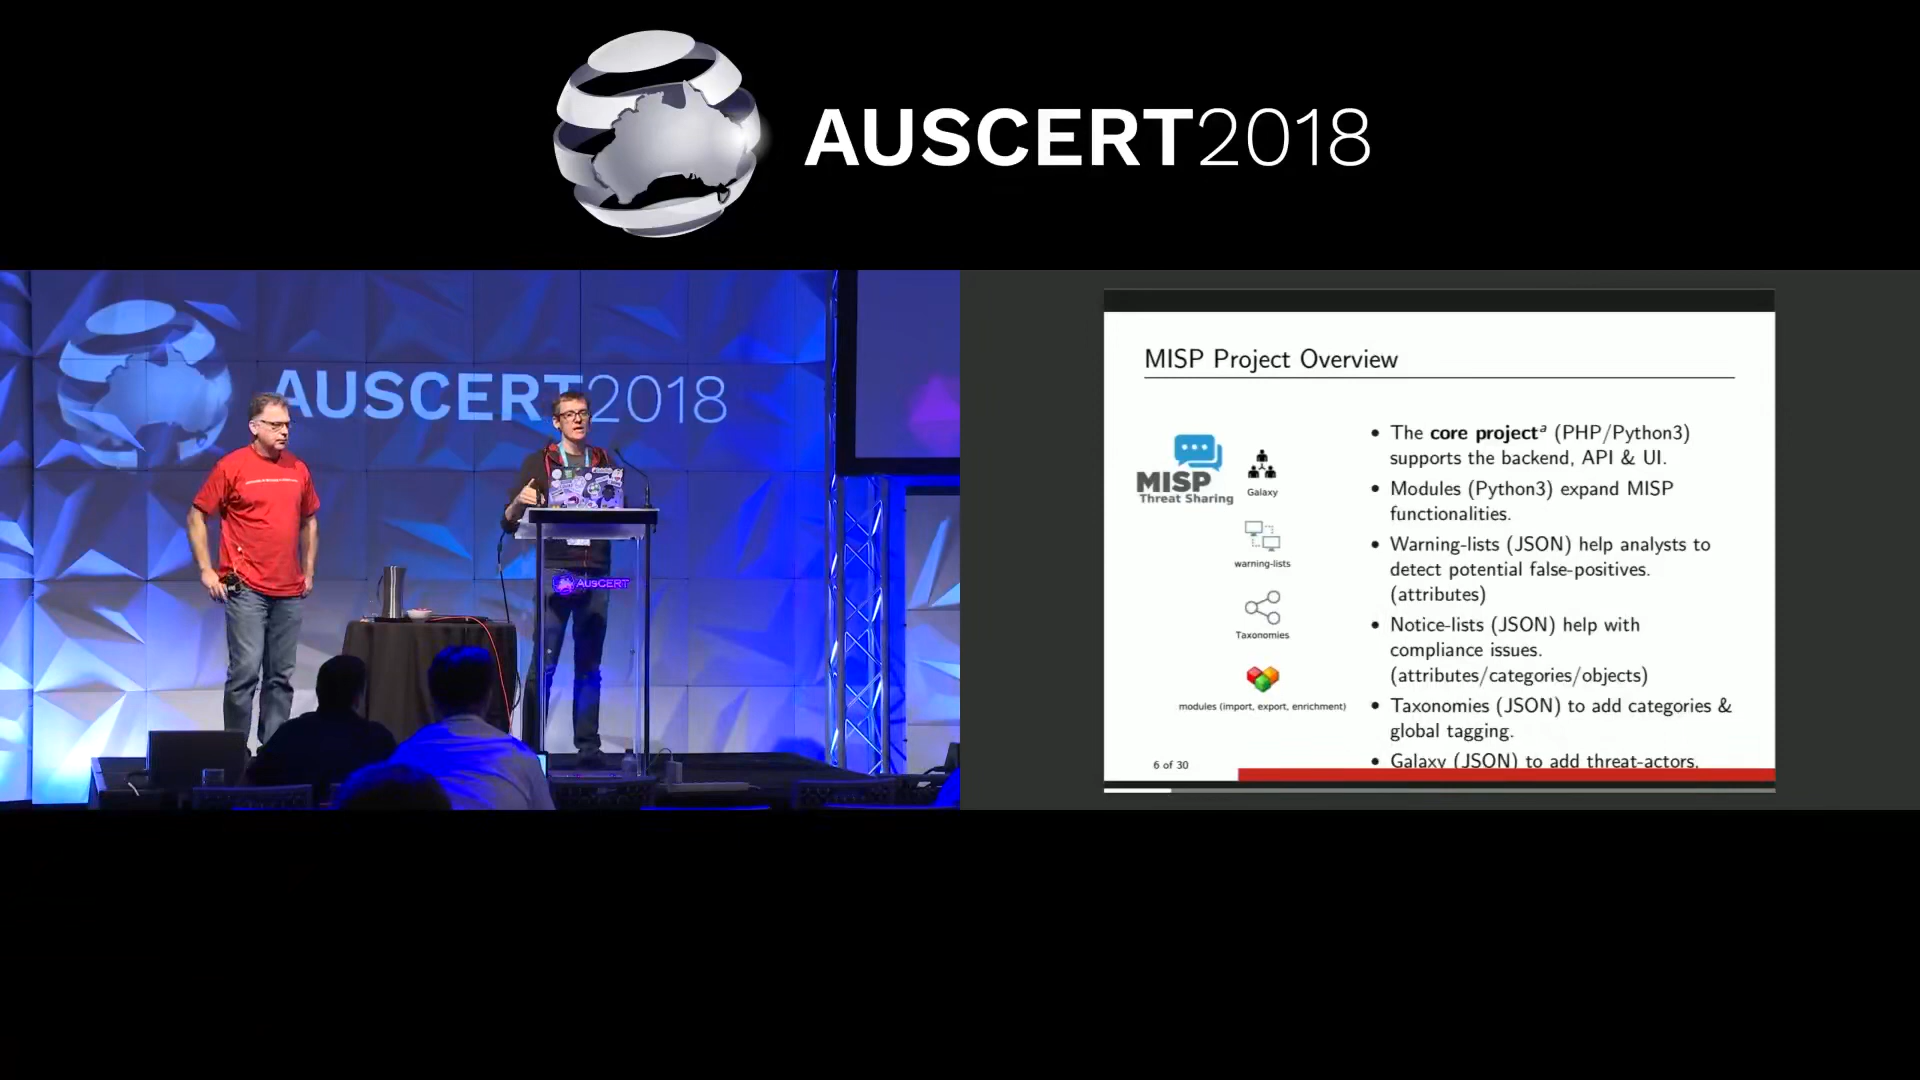 AUSCERT2018
AUSCERT2018
AusCERT
MISP Project Overview
MISP
Threat Sharing
Galaxy
warning-lists
Taxonomies
modules (import, export, enrichment)
• The core projectª (PHP/Python3)
supports the backend, API & UI.
• Modules (Python3) expand MISP
functionalities.
• Warning-lists (JSON) help analysts to
detect potential false-positives.
(attributes)
• Notice-lists (JSON) help with
compliance issues.
(attributes/categories/objects)
• Taxonomies (JSON) to add categories &
global tagging.
• Galaxy (JSON) to add threat-actors,
6 of 30